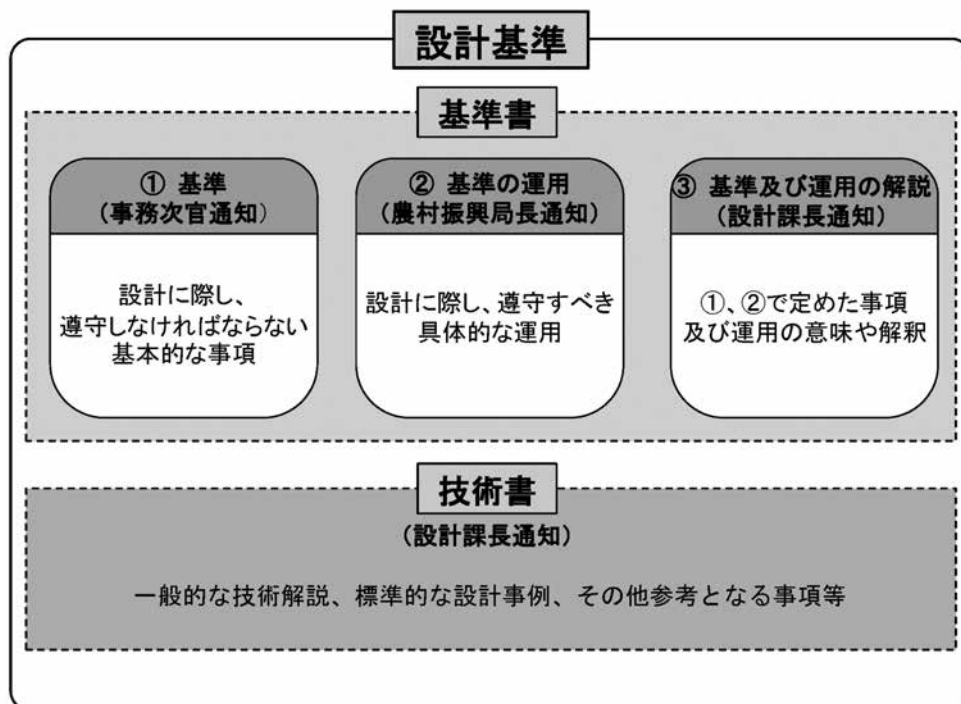 設計基準
基準書
① 基準
(事務次官通知)
設計に際し、
遵守しなければならない
基本的な事項
② 基準の運用
(農村振興局長通知)
設計に際し、遵守すべき
具体的な運用
③ 基準及び運用の解説
(設計課長通知)
①、②で定めた事項
及び運用の意味や解釈
技術書
(設計課長通知)
一般的な技術解説、標準的な設計事例、その他参考となる事項等